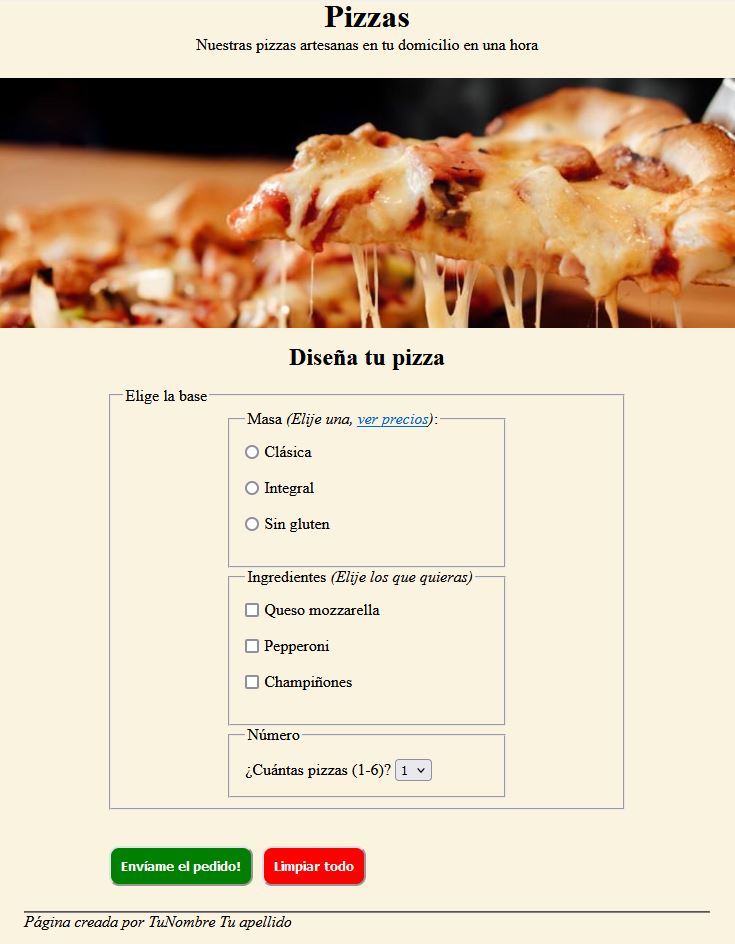 Pizzas
Nuestras pizzas artesanas en tu domicilio en una hora
Diseña tu pizza
Elige la base
Masa (Elije una, ver precios):
Clásica
Integral
Sin gluten
Ingredientes (Elije los que quieras)
Queso mozzarella
Pepperoni
Champiñones
Número
¿Cuántas pizzas (1-6)? 1
Envíame el pedido! Limpiar todo
Página creada por TuNombre Tu apellido